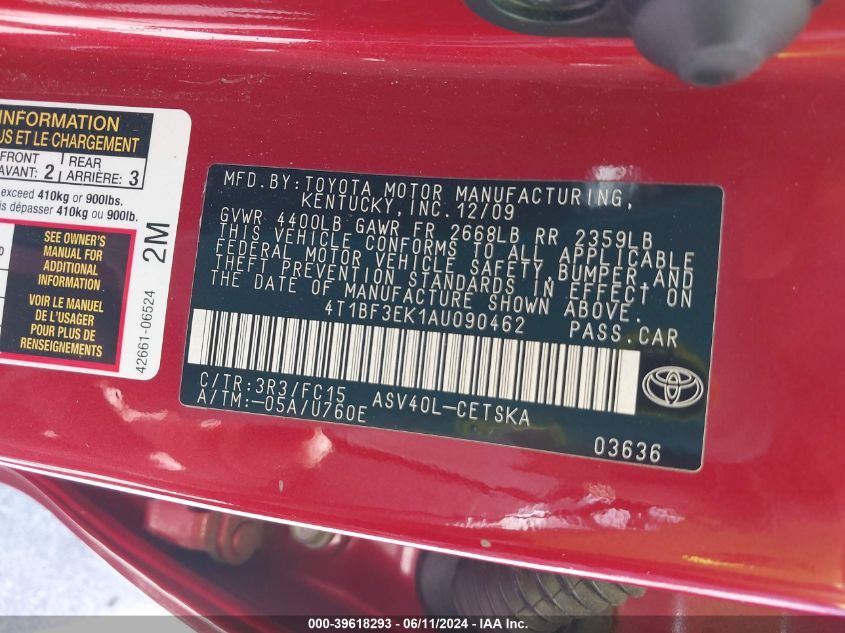 INFORMATION
US ET LE CHARGEMENT
FRONT
AVANT: 2
REAR
ARRIÈRE: 3
exceed 410kg or 900lbs.
is dépasser 410 kg ou 900lb.
SEE OWNER'S
MANUAL FOR
ADDITIONAL
INFORMATION
VOIR LE MANUEL
DE L'USAGER
POUR PLUS DE
RENSEIGNEMENTS
2M
42661-06524
MFD.BY:TOYOTA MOTOR MANUFACTURING,
KENTUCKY,INC.12/09
GVWR 4400LB GAWR FR 2668LB RR 2359LB
THIS VEHICLE CONFORMS TO ALL APPLICABLE
FEDERAL MOTOR VEHICLE SAFETY,BUMPER,AND
THEFT PREVENTION STANDARDS IN EFFECT ON
THE DATE OF MANUFACTURE SHOWN ABOVE.
4T1BF3EK1AU090462 PASS.CAR
C/TR:3R3/FC15 ASV40L-CETSKA
A/TM:-05A/U760E
03636
000-39618293 - 06/11/2024 - IAA Inc.